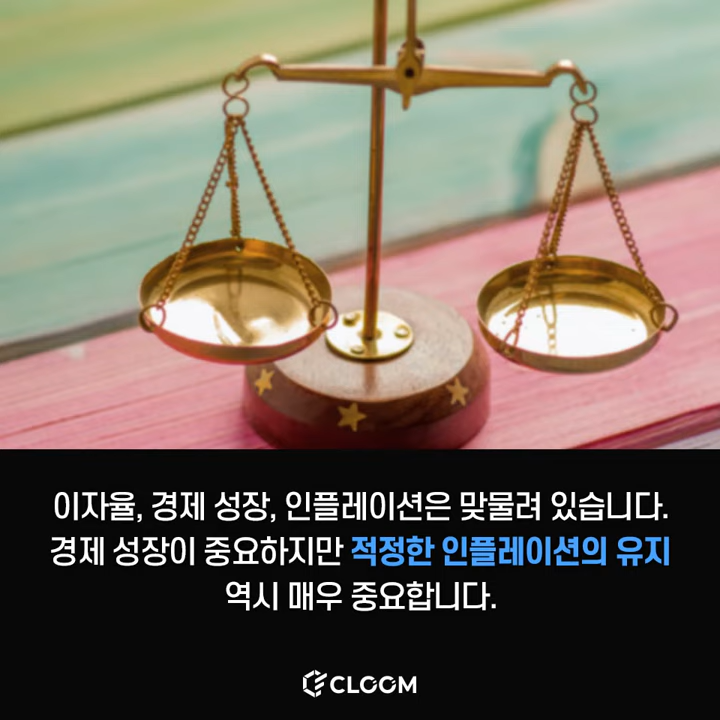 이자율, 경제 성장, 인플레이션은 맞물려 있습니다.
경제 성장이 중요하지만 적정한 인플레이션의 유지
역시 매우 중요합니다.
CLOOM